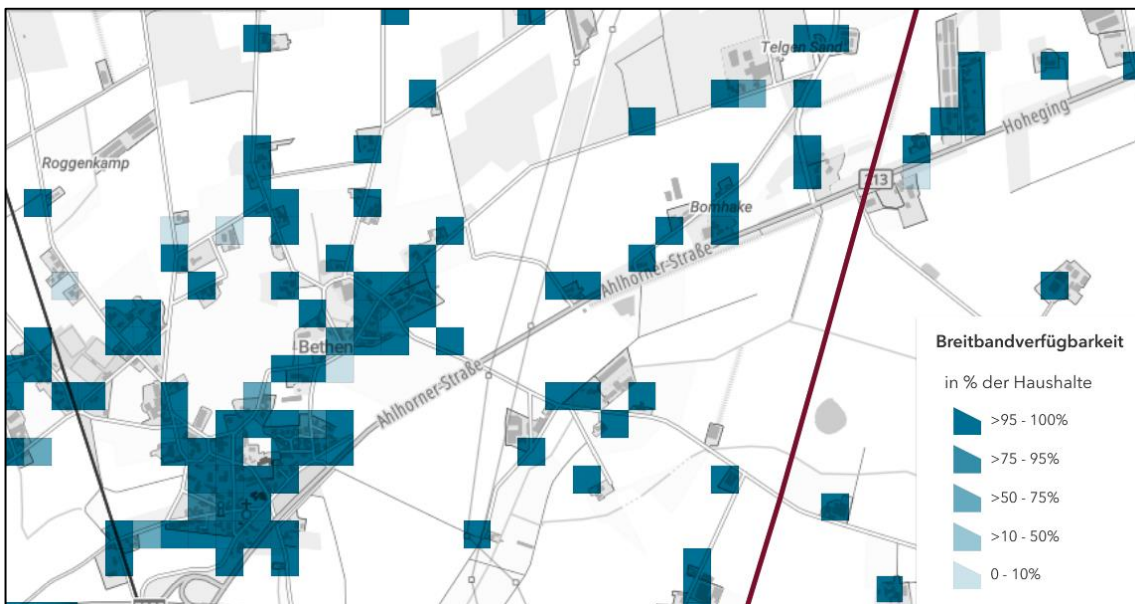 Telgen Sand
Hoheging
Roggenkamp
213
Bomhake
Ahlhorner-Straße
Bethen
Ahlhorner-Straße
Breitbandverfügbarkeit
in % der Haushalte
>95 - 100%
>75 - 95%
>50 - 75%
>10 - 50%
0 - 10%